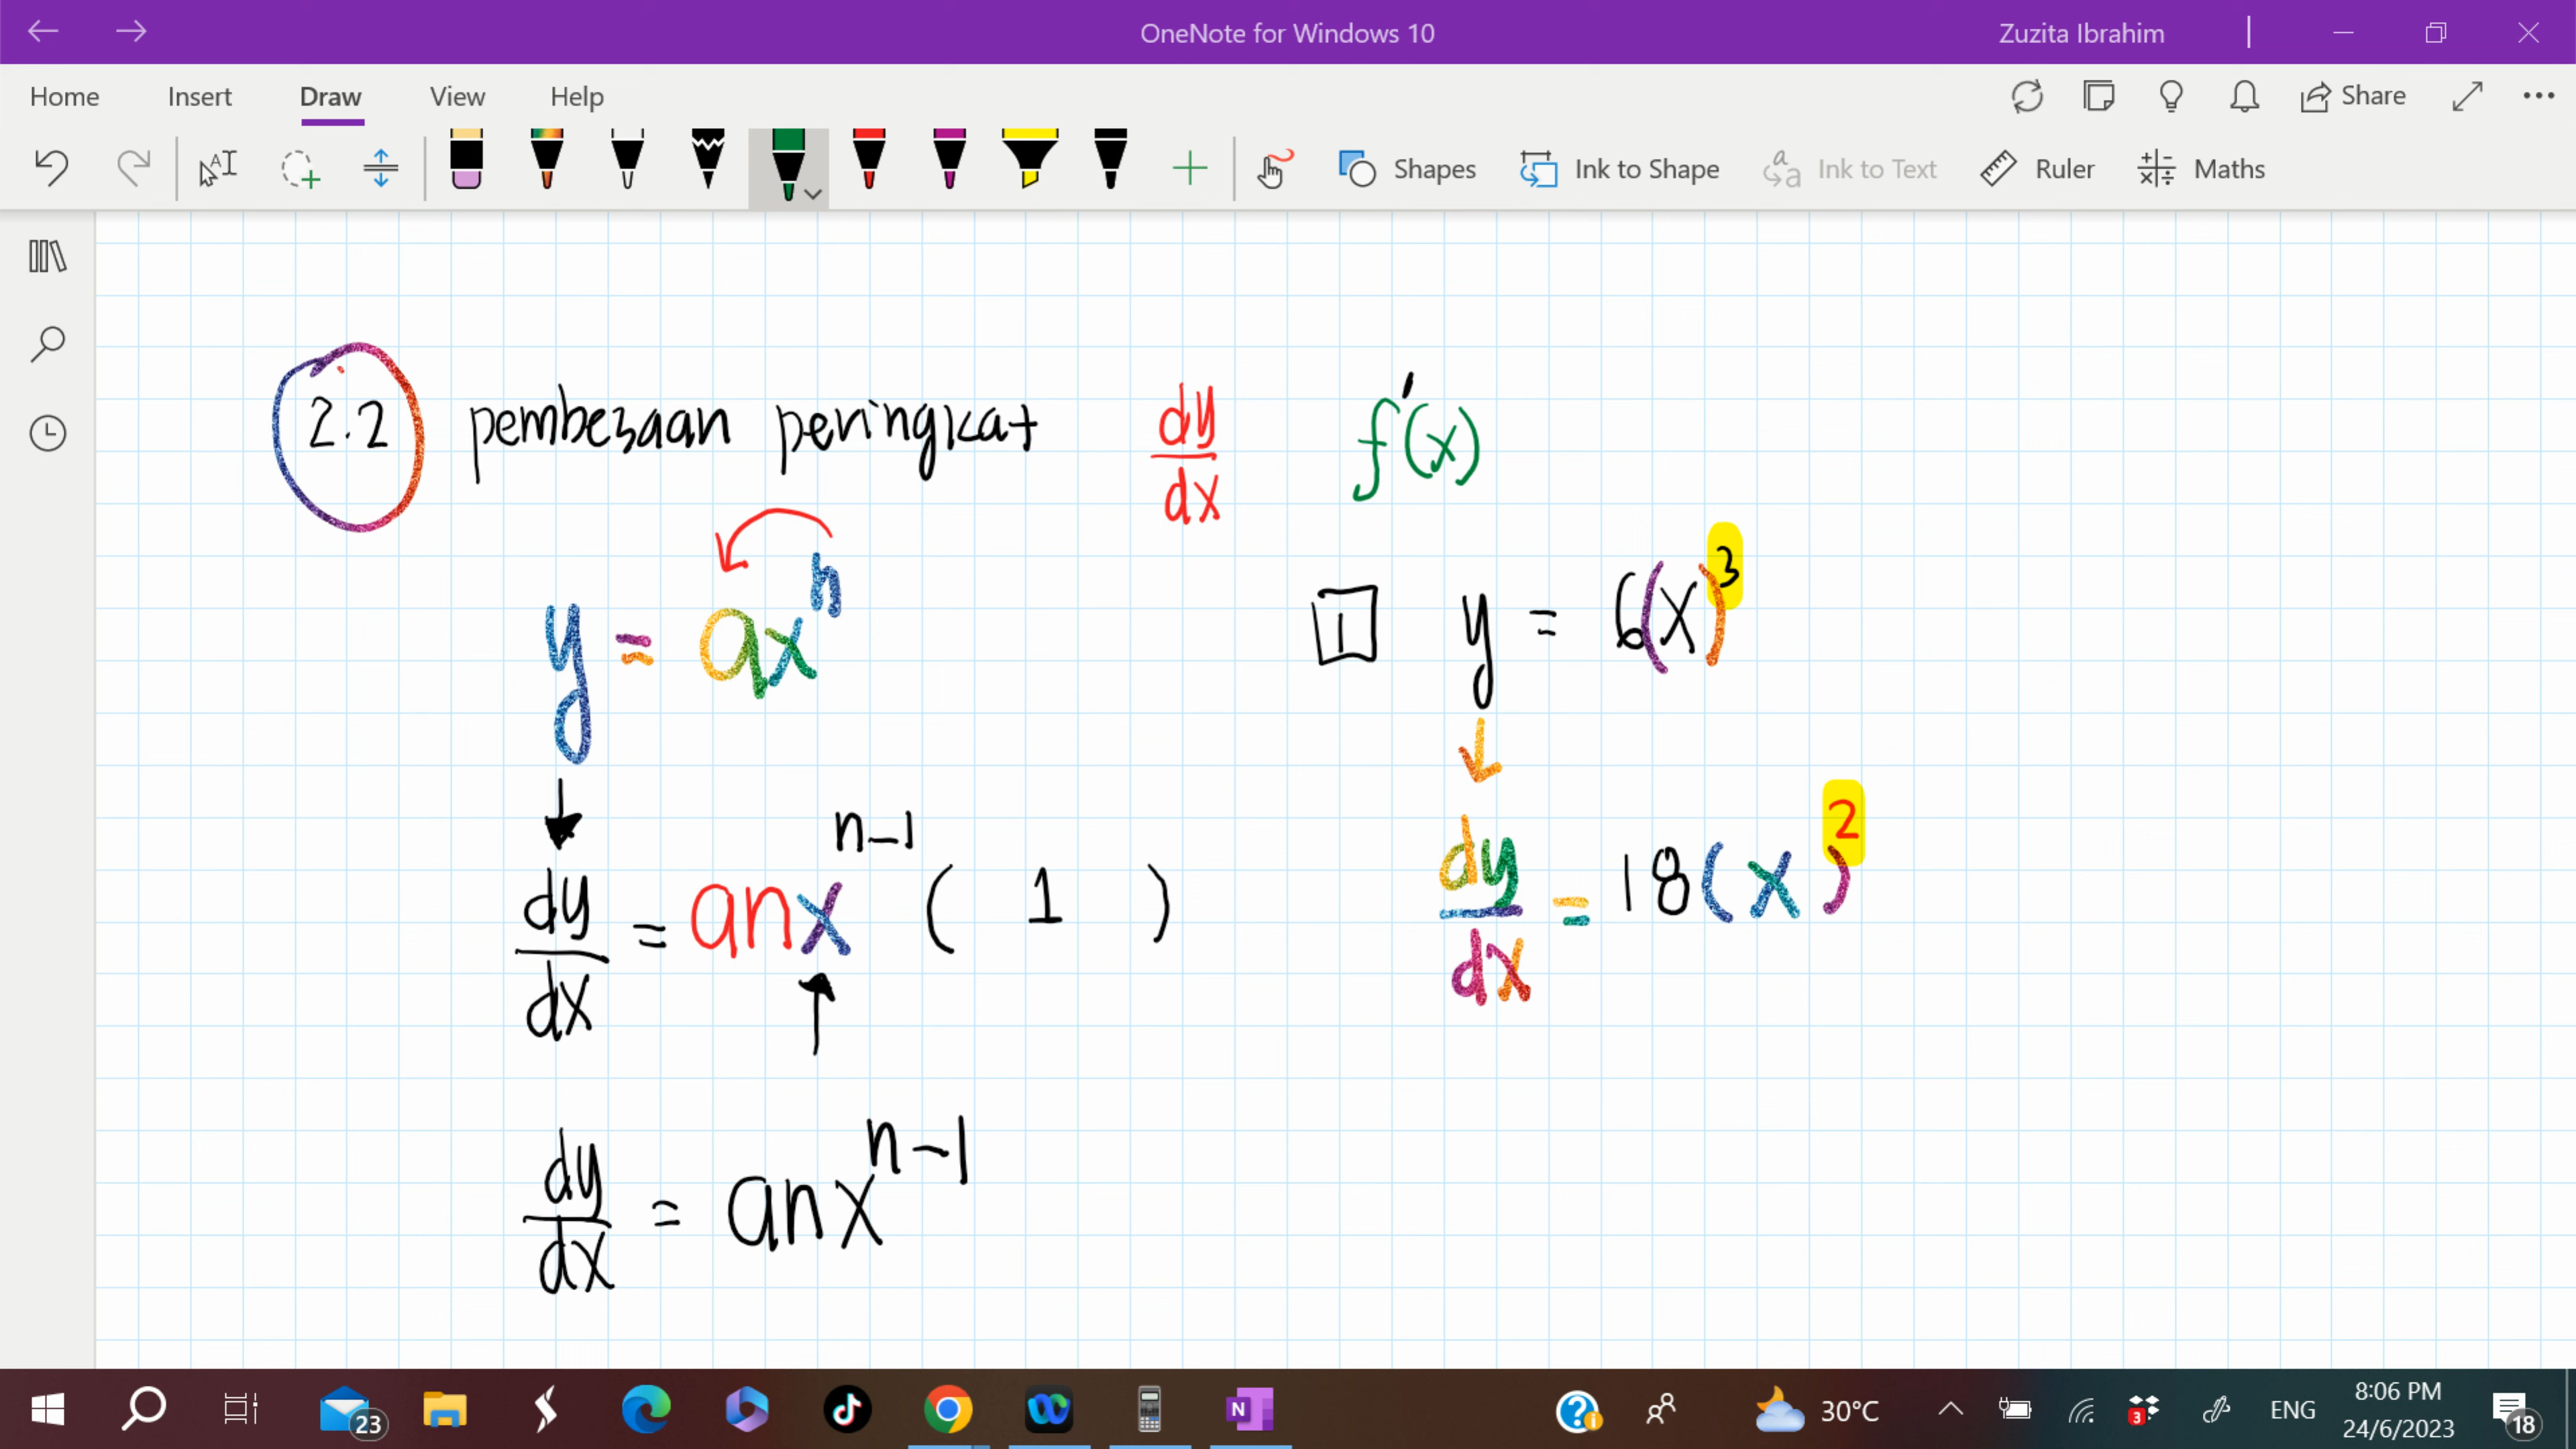 OneNote for Windows 10
Zuzita Ibrahim
Home Insert Draw View Help
Share
Shapes Ink to Shape Ink to Text Ruler Maths
2.2 pembezaan peringkat dy/dx f'(x)
y = ax^n
1 y = 6(x)^3
dy/dx = anx^(n-1) ( 1 )
dy/dx = 18(x)^2
dy/dx = anx^(n-1)
23
30°C
3
ENG
8:06 PM
24/6/2023
18